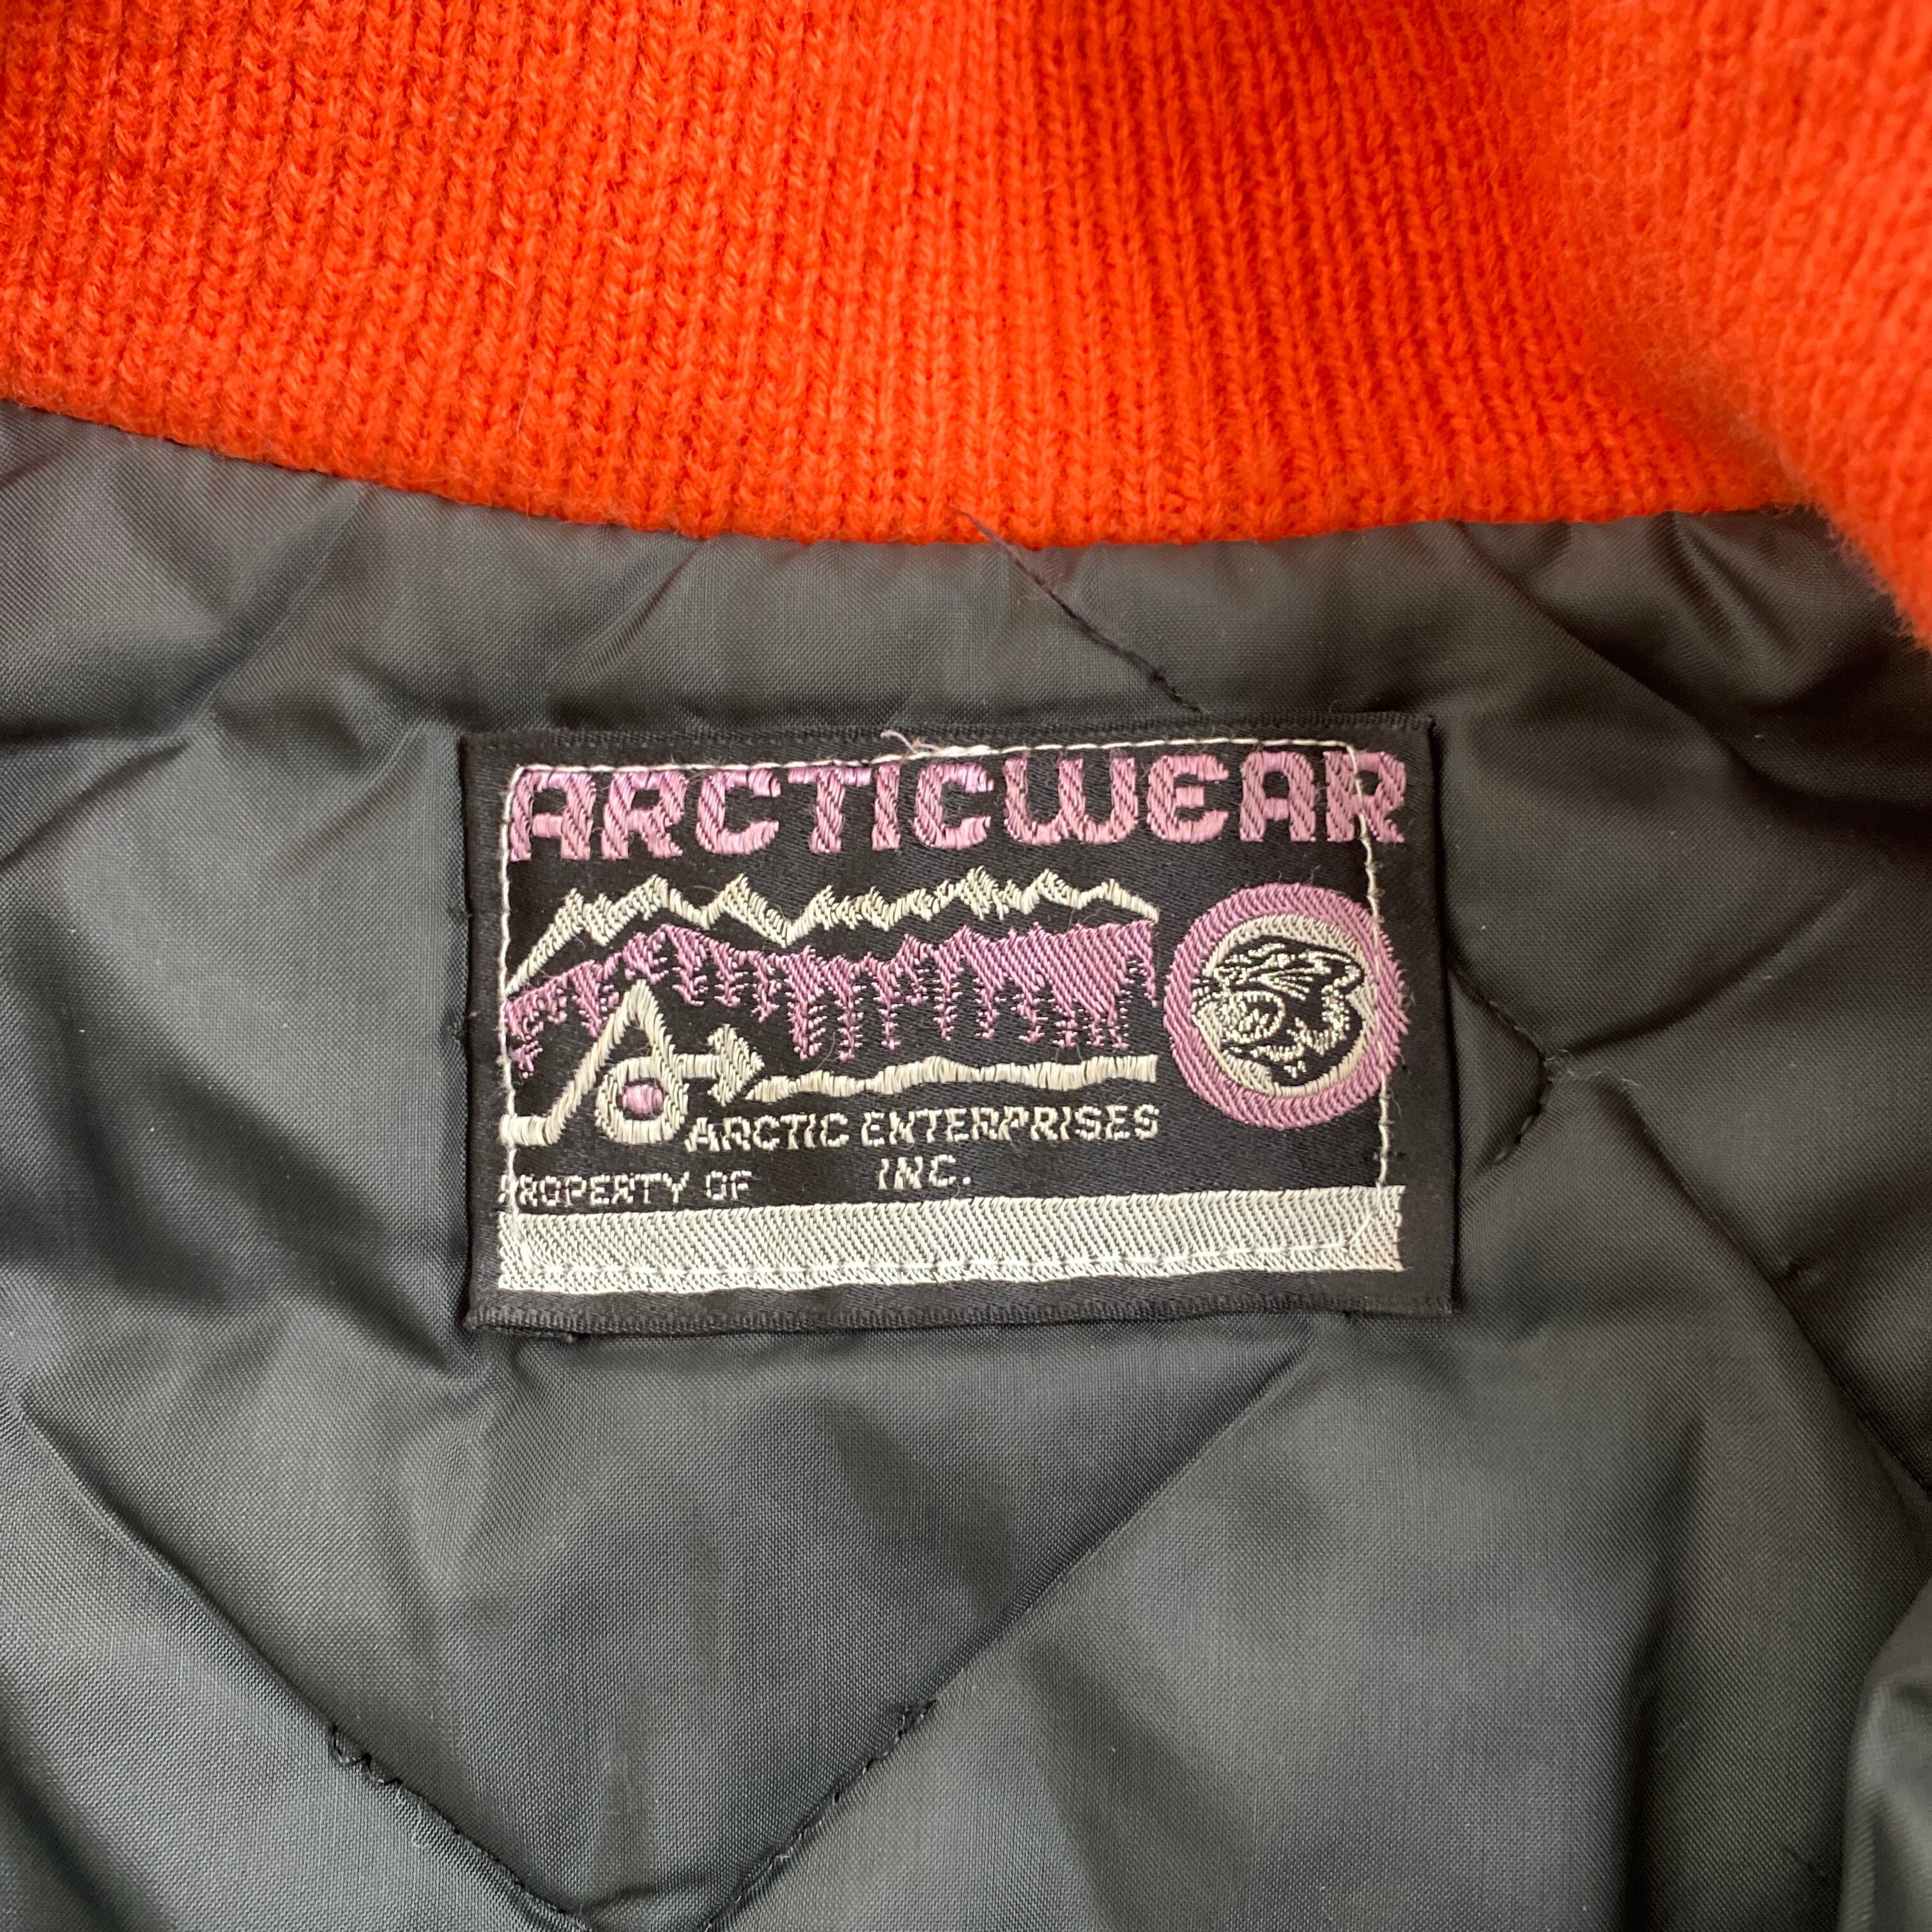 ARCTICWEAR
ARCTIC ENTERPRISES
INC.
PROPERTY OF